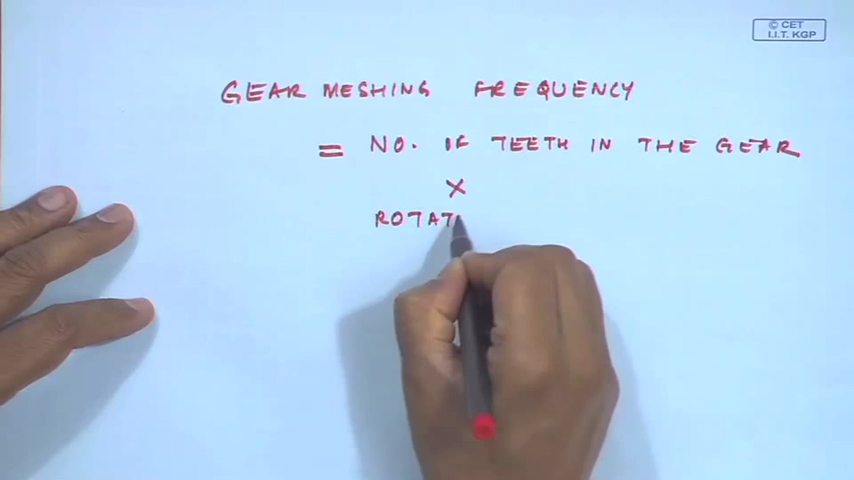 © CET
I.I.T. KGP
GEAR MESHING FREQUENCY
= NO. OF TEETH IN THE GEAR
X
ROTAT